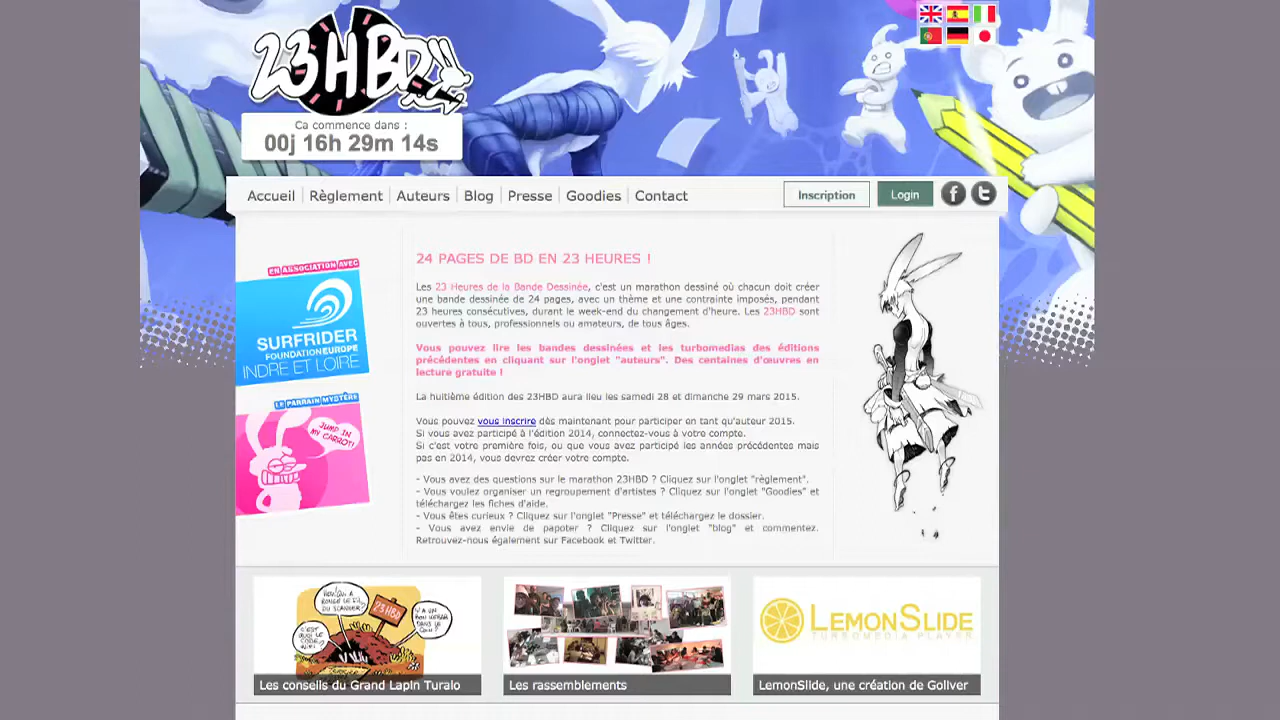 23HBD
Ca commence dans :
00j 16h 29m 14s
Accueil Règlement Auteurs Blog Presse Goodies Contact
Inscription Login
EN ASSOCIATION AVEC
SURFRIDER
FOUNDATION EUROPE
INDRE ET LOIRE
LE PARRAIN MYSTÈRE
JUMP IN
MY CARROT!
24 PAGES DE BD EN 23 HEURES !
Les 23 Heures de la Bande Dessinée, c'est un marathon dessiné où chacun doit créer
une bande dessinée de 24 pages, avec un thème et une contrainte imposés, pendant
23 heures consécutives, durant le week-end du changement d'heure. Les 23HBD sont
ouvertes à tous, professionnels ou amateurs, de tous âges.
Vous pouvez lire les bandes dessinées et les turbomedias des éditions
précédentes en cliquant sur l'onglet "auteurs". Des centaines d'œuvres en
lecture gratuite !
La huitième édition des 23HBD aura lieu les samedi 28 et dimanche 29 mars 2015.
Vous pouvez vous inscrire dès maintenant pour participer en tant qu'auteur 2015.
Si vous avez participé à l'édition 2014, connectez-vous à votre compte.
Si c'est votre première fois, ou que vous avez participé les années précédentes mais
pas en 2014, vous devrez créer votre compte.
- Vous avez des questions sur le marathon 23HBD ? Cliquez sur l'onglet "règlement".
- Vous voulez organiser un regroupement d'artistes ? Cliquez sur l'onglet "Goodies" et
téléchargez les fiches d'aide.
- Vous êtes curieux ? Cliquez sur l'onglet "Presse" et téléchargez le dossier.
- Vous avez envie de papoter ? Cliquez sur l'onglet "blog" et commentez.
Retrouvez-nous également sur Facebook et Twitter.
23 HBD
LEMONSLIDE
TURBOMEDIA PLAYER
Les conseils du Grand Lapin Turalo
Les rassemblements
LemonSlide, une création de Goliver